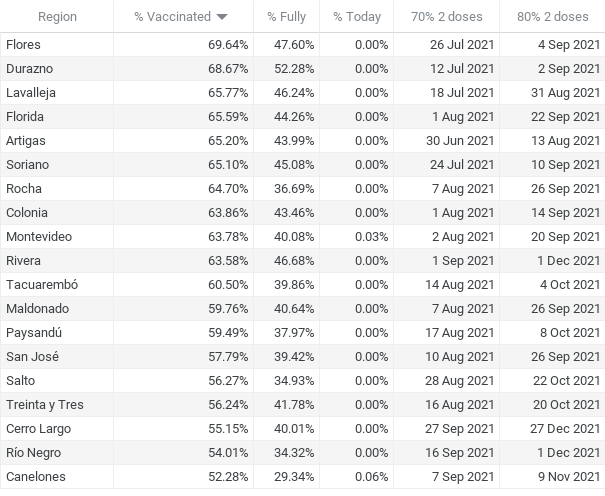 Region % Vaccinated % Fully % Today 70% 2 doses 80% 2 doses
Flores 69.64% 47.60% 0.00% 26 Jul 2021 4 Sep 2021
Durazno 68.67% 52.28% 0.00% 12 Jul 2021 2 Sep 2021
Lavalleja 65.77% 46.24% 0.00% 18 Jul 2021 31 Aug 2021
Florida 65.59% 44.26% 0.00% 1 Aug 2021 22 Sep 2021
Artigas 65.20% 43.99% 0.00% 30 Jun 2021 13 Aug 2021
Soriano 65.10% 45.08% 0.00% 24 Jul 2021 10 Sep 2021
Rocha 64.70% 36.69% 0.00% 7 Aug 2021 26 Sep 2021
Colonia 63.86% 43.46% 0.00% 1 Aug 2021 14 Sep 2021
Montevideo 63.78% 40.08% 0.03% 2 Aug 2021 20 Sep 2021
Rivera 63.58% 46.68% 0.00% 1 Sep 2021 1 Dec 2021
Tacuarembó 60.50% 39.86% 0.00% 14 Aug 2021 4 Oct 2021
Maldonado 59.76% 40.64% 0.00% 7 Aug 2021 26 Sep 2021
Paysandú 59.49% 37.97% 0.00% 17 Aug 2021 8 Oct 2021
San José 57.79% 39.42% 0.00% 10 Aug 2021 26 Sep 2021
Salto 56.27% 34.93% 0.00% 28 Aug 2021 22 Oct 2021
Treinta y Tres 56.24% 41.78% 0.00% 16 Aug 2021 20 Oct 2021
Cerro Largo 55.15% 40.01% 0.00% 27 Sep 2021 27 Dec 2021
Río Negro 54.01% 34.32% 0.00% 16 Sep 2021 1 Dec 2021
Canelones 52.28% 29.34% 0.06% 7 Sep 2021 9 Nov 2021